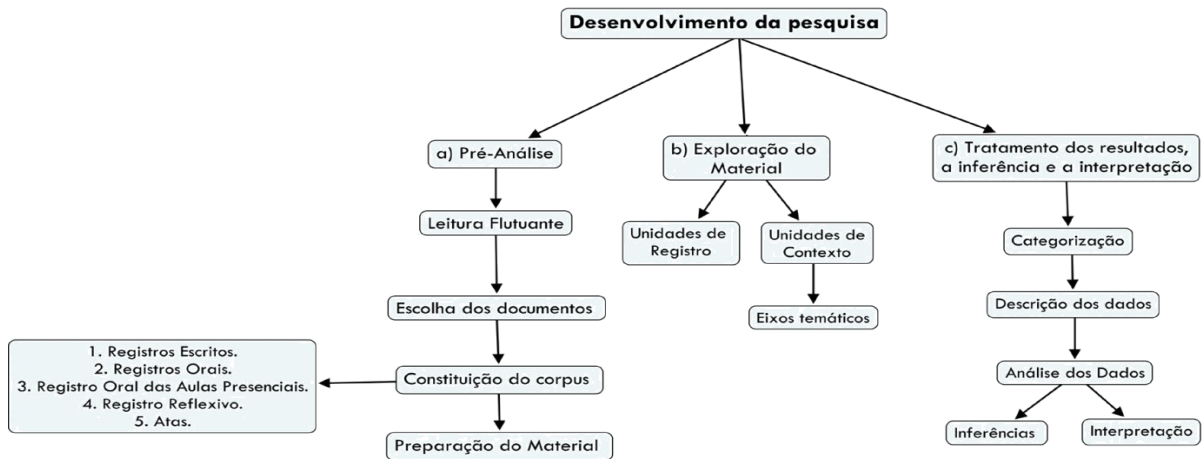 Desenvolvimento da pesquisa
a) Pré-Análise
Leitura Flutuante
Escolha dos documentos
Constituição do corpus
1. Registros Escritos.
2. Registros Orais.
3. Registro Oral das Aulas Presenciais.
4. Registro Reflexivo.
5. Atas.
Preparação do Material
b) Exploração do
Material
Unidades de
Registro
Unidades de
Contexto
Eixos temáticos
c) Tratamento dos resultados,
a inferência e a interpretação
Categorização
Descrição dos dados
Análise dos Dados
Inferências
Interpretação